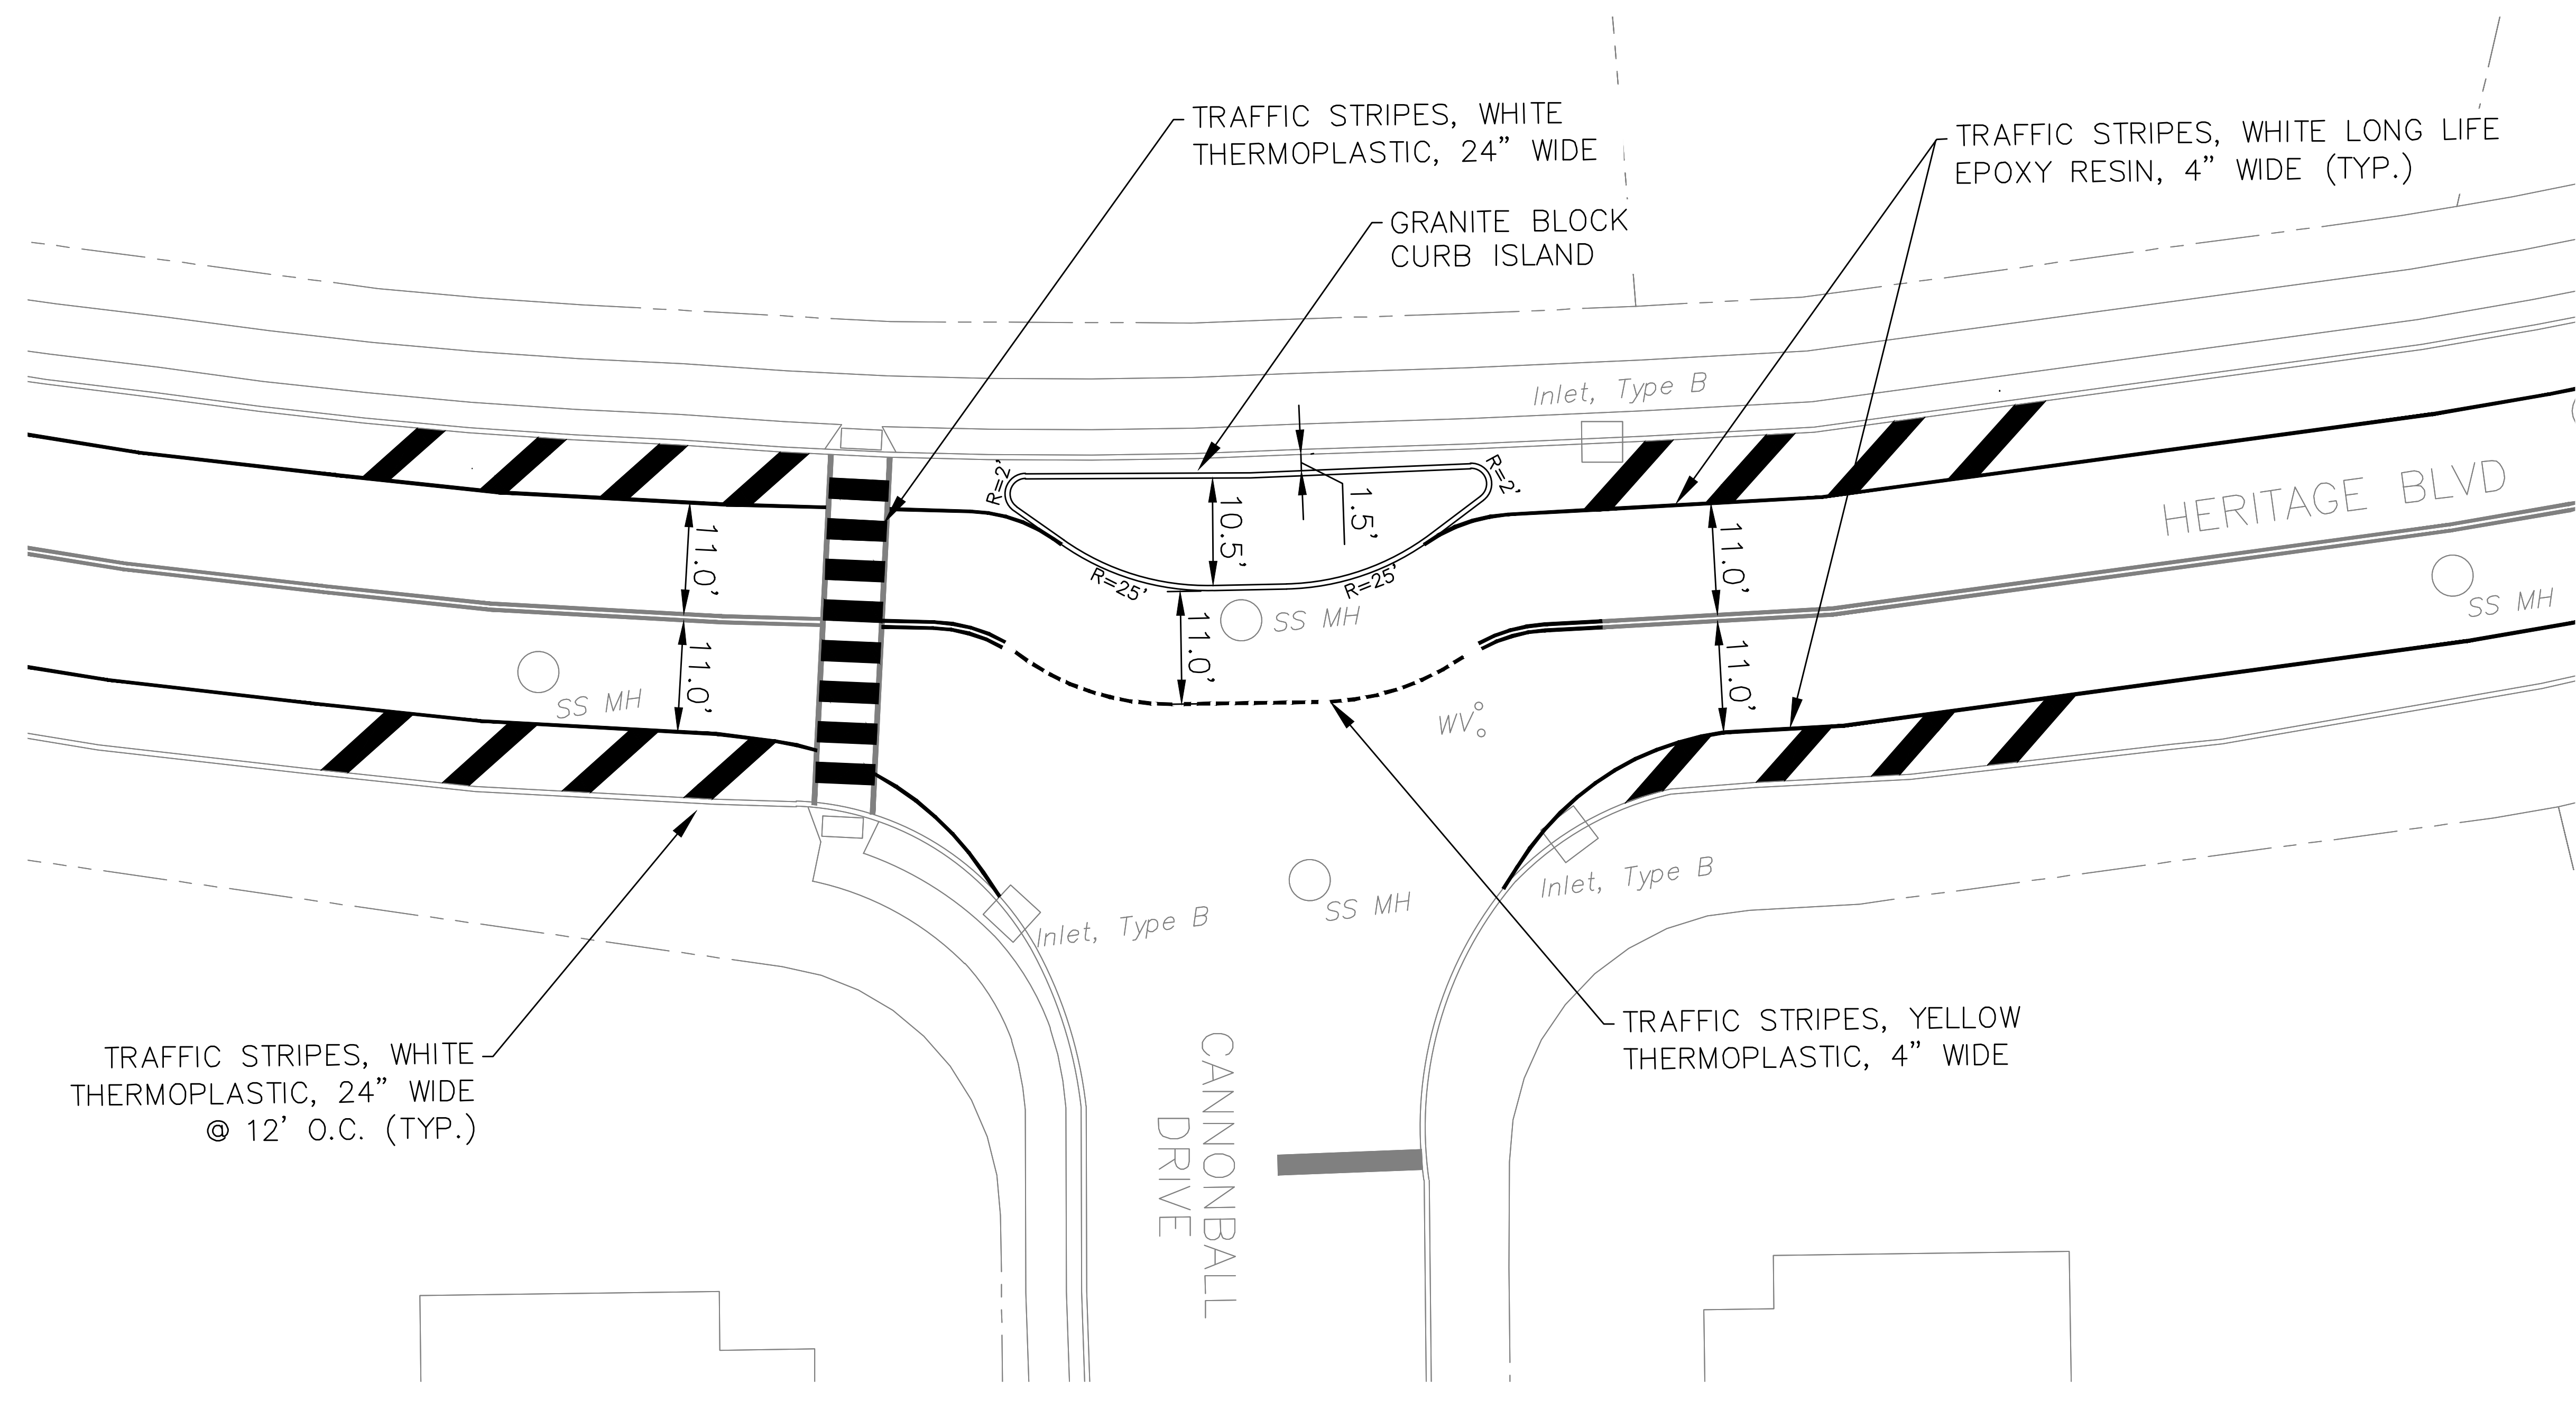 TRAFFIC STRIPES, WHITE
THERMOPLASTIC, 24” WIDE
TRAFFIC STRIPES, WHITE LONG LIFE
EPOXY RESIN, 4” WIDE (TYP.)
GRANITE BLOCK
CURB ISLAND
Inlet, Type B
R=2’
R=2’
1.5’
10.5’
HERITAGE BLVD
11.0’
11.0’
R=25’
R=25’
SS MH
SS MH
11.0’
11.0’
11.0’
SS MH
WV
Inlet, Type B
SS MH
Inlet, Type B
TRAFFIC STRIPES, YELLOW
THERMOPLASTIC, 4” WIDE
TRAFFIC STRIPES, WHITE
THERMOPLASTIC, 24” WIDE
@ 12’ O.C. (TYP.)
CANNONBALL
DRIVE